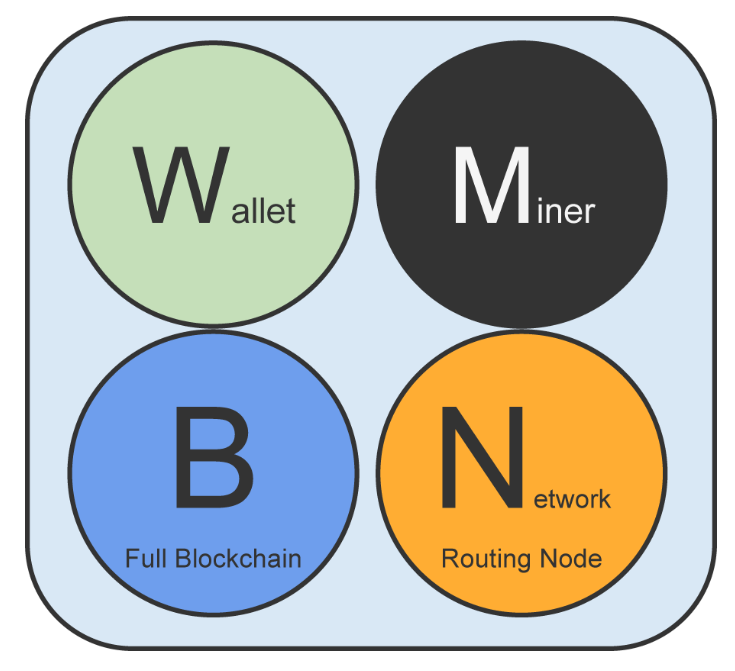 Wallet
Miner
B
Full Blockchain
Network
Routing Node